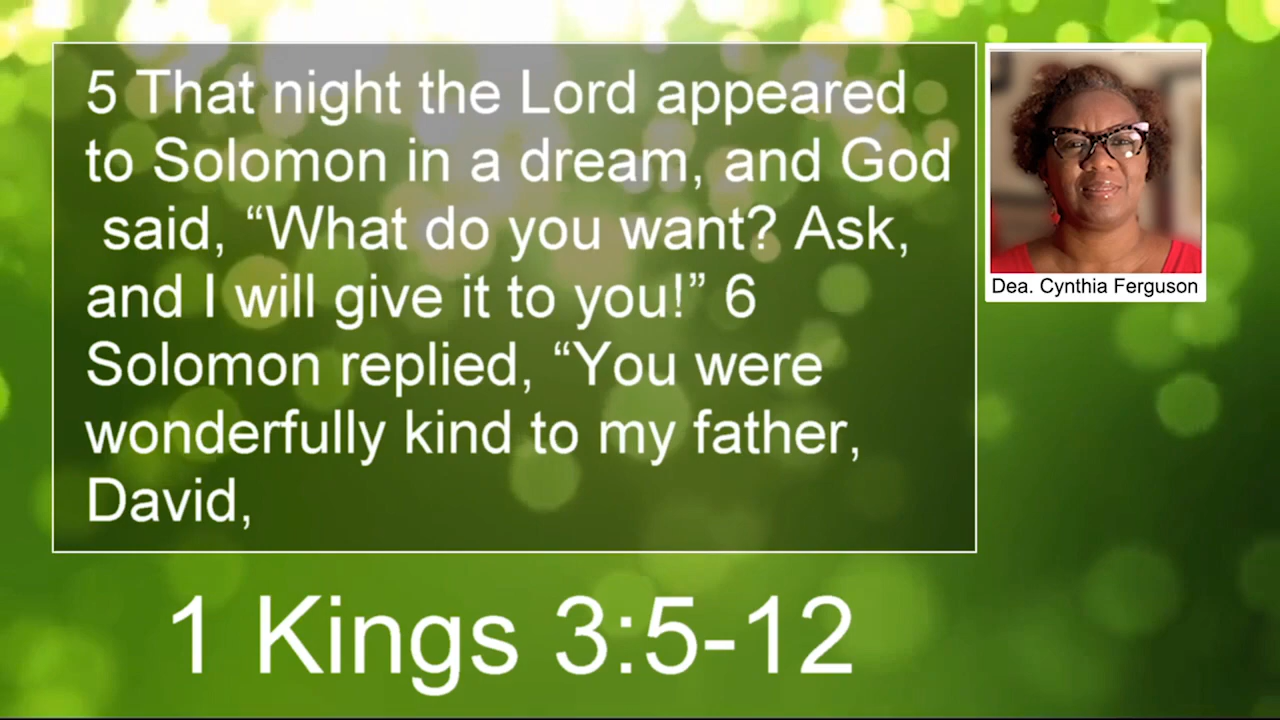 5 That night the Lord appeared
to Solomon in a dream, and God
said, “What do you want? Ask,
and I will give it to you!” 6
Solomon replied, “You were
wonderfully kind to my father,
David,
Dea. Cynthia Ferguson
1 Kings 3:5-12